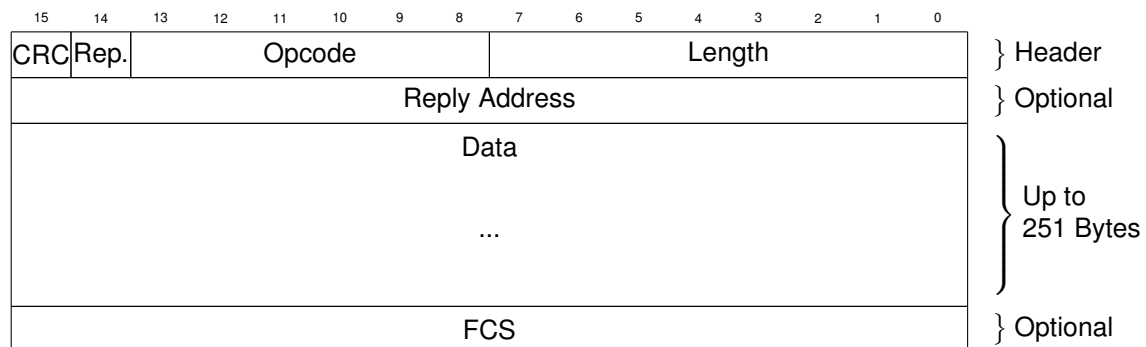 15 14 13 12 11 10 9 8 7 6 5 4 3 2 1 0
CRC Rep. Opcode Length } Header
Reply Address } Optional
Data
Up to
... 251 Bytes
FCS } Optional